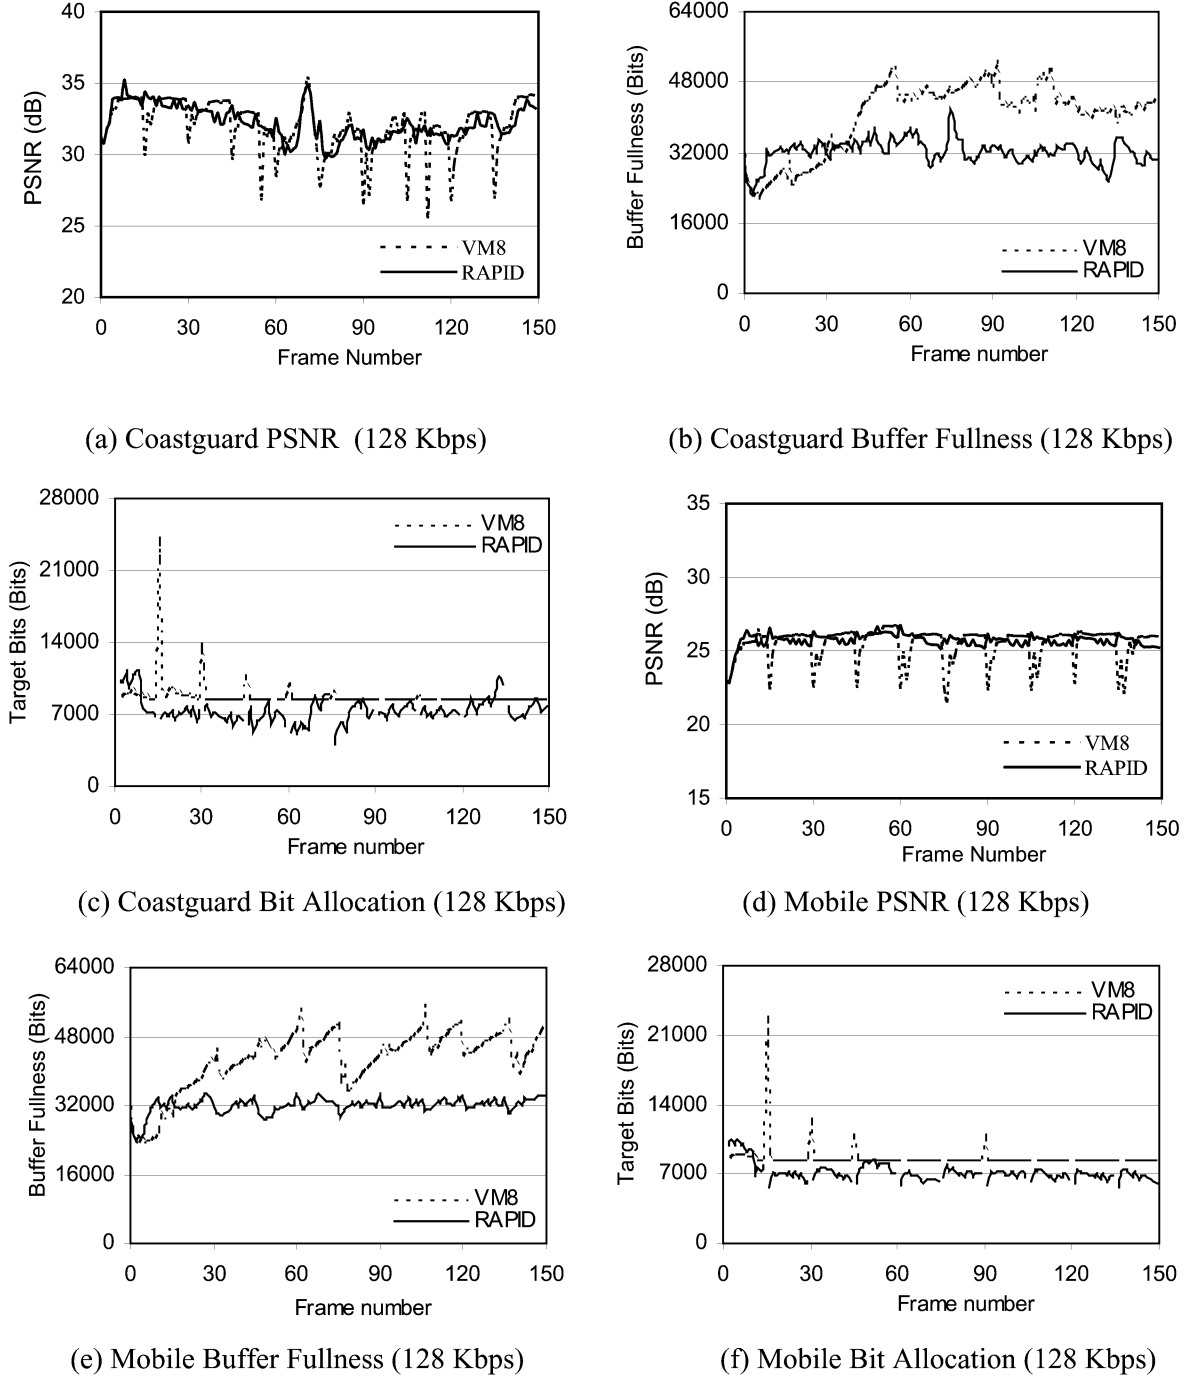 40
35
30
25
20
PSNR (dB)
VM8
RAPID
0 30 60 90 120 150
Frame Number
(a) Coastguard PSNR (128 Kbps)
64000
48000
32000
16000
0
Buffer Fullness (Bits)
VM8
RAPID
0 30 60 90 120 150
Frame number
(b) Coastguard Buffer Fullness (128 Kbps)
28000
21000
14000
7000
0
Target Bits (Bits)
VM8
RAPID
0 30 60 90 120 150
Frame number
(c) Coastguard Bit Allocation (128 Kbps)
35
30
25
20
15
PSNR (dB)
VM8
RAPID
0 30 60 90 120 150
Frame Number
(d) Mobile PSNR (128 Kbps)
64000
48000
32000
16000
0
Buffer Fullness (Bits)
VM8
RAPID
0 30 60 90 120 150
Frame number
(e) Mobile Buffer Fullness (128 Kbps)
28000
21000
14000
7000
0
Target Bits (Bits)
VM8
RAPID
0 30 60 90 120 150
Frame number
(f) Mobile Bit Allocation (128 Kbps)